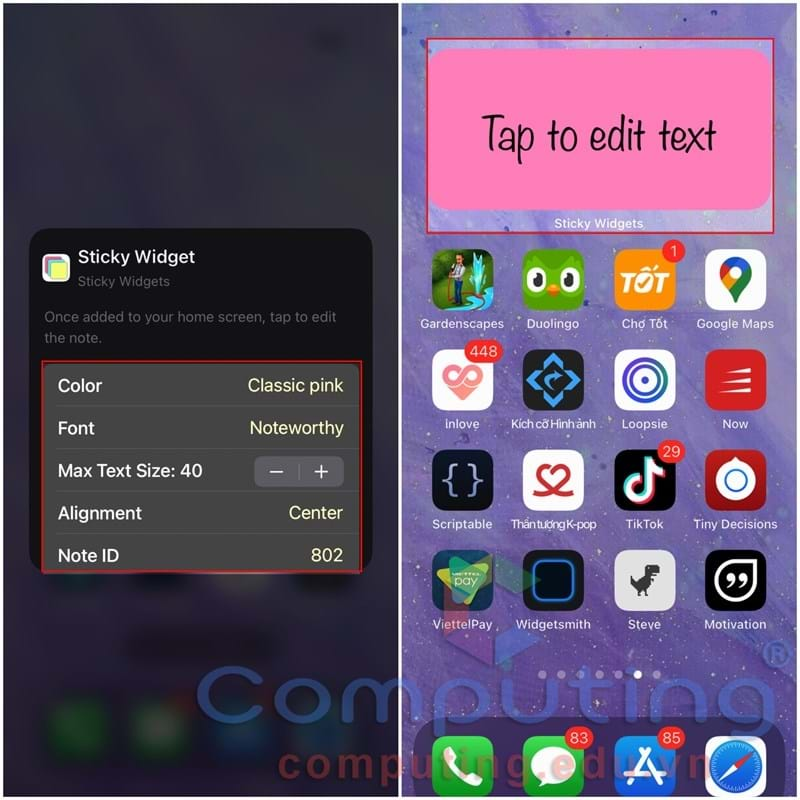 Sticky Widget
Sticky Widgets
Once added to your home screen, tap to edit
the note.
Color Classic pink
Font Noteworthy
Max Text Size: 40 − +
Alignment Center
Note ID 802
Tap to edit text
Sticky Widgets
TỐT 1
Gardenscapes Duolingo Chợ Tốt Google Maps
448
Inlove Kích cỡ Hình ảnh Loopsie Now
{ } 29
Scriptable Thần tượng K-pop TikTok Tiny Decisions
VIETTEL
pay
ViettelPay Widgetsmith Steve Motivation
Computing ®
83 85
computing.edu.vn